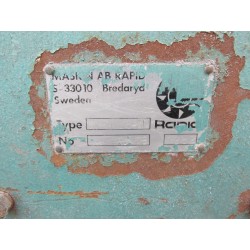 MASKIN AB RAPID
S-33010 Bredaryd
Sweden
Type
Rapid
No